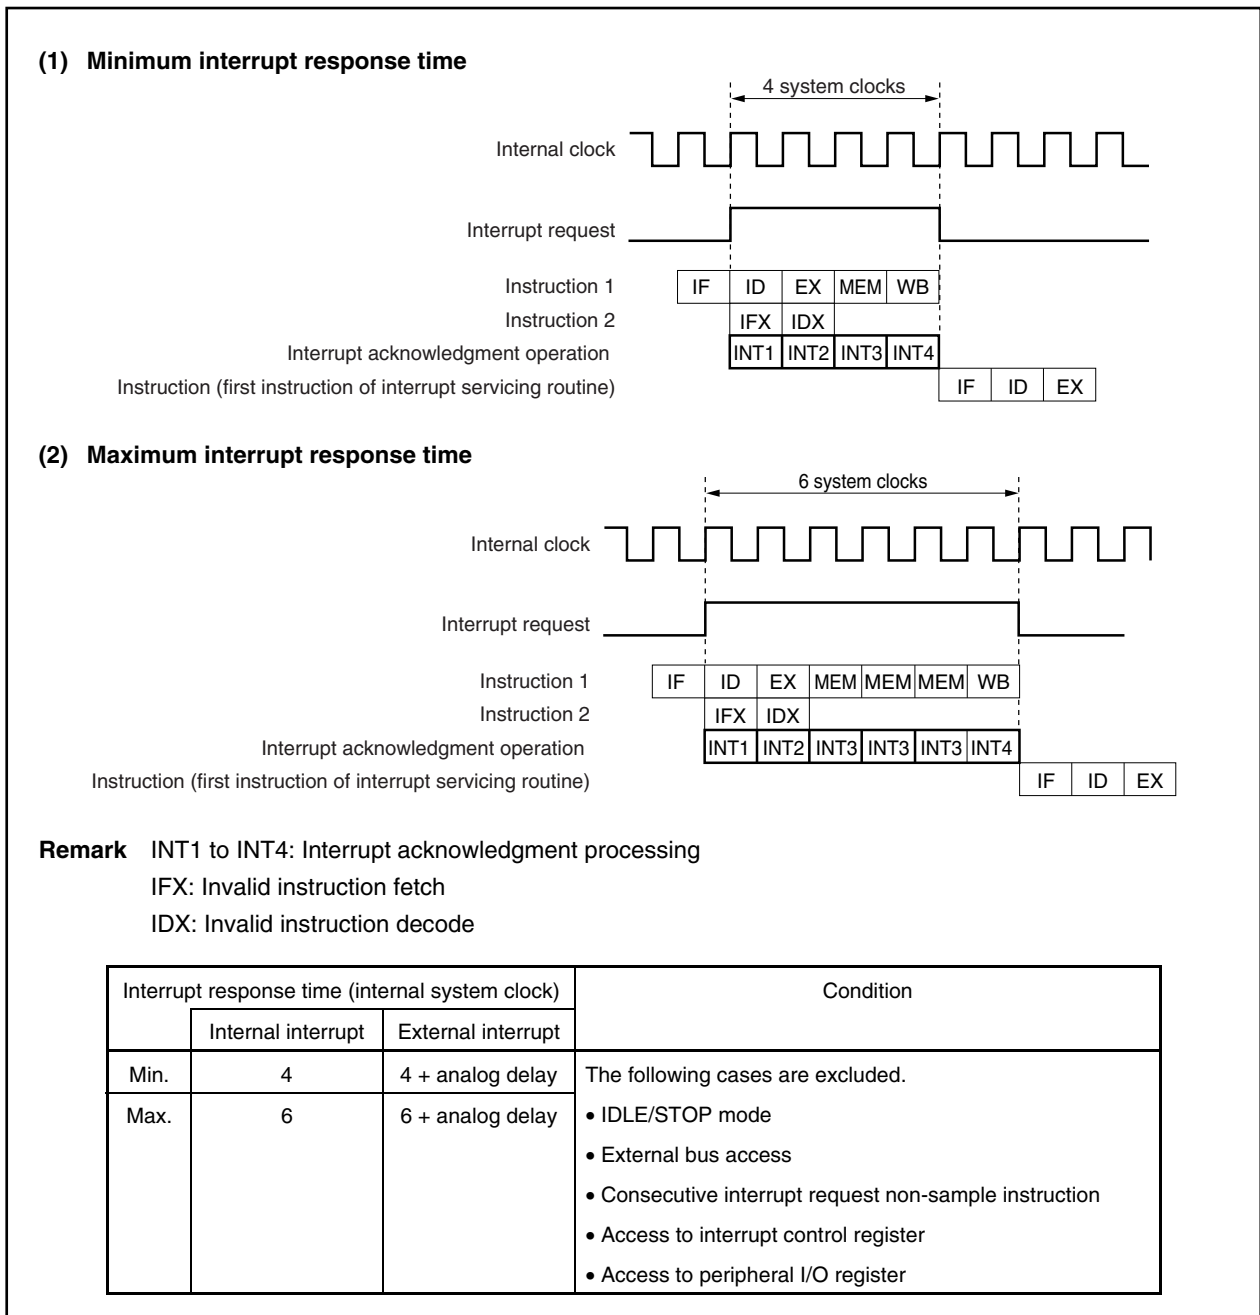 (1) Minimum interrupt response time
4 system clocks
Internal clock
Interrupt request
Instruction 1 IF ID EX MEM WB
Instruction 2 IFX IDX
Interrupt acknowledgment operation INT1 INT2 INT3 INT4
Instruction (first instruction of interrupt servicing routine) IF ID EX
(2) Maximum interrupt response time
6 system clocks
Internal clock
Interrupt request
Instruction 1 IF ID EX MEM MEM MEM WB
Instruction 2 IFX IDX
Interrupt acknowledgment operation INT1 INT2 INT3 INT3 INT3 INT4
Instruction (first instruction of interrupt servicing routine) IF ID EX
Remark INT1 to INT4: Interrupt acknowledgment processing
IFX: Invalid instruction fetch
IDX: Invalid instruction decode
Interrupt response time (internal system clock) Condition
Internal interrupt External interrupt
Min. 4 4 + analog delay The following cases are excluded.
Max. 6 6 + analog delay • IDLE/STOP mode
• External bus access
• Consecutive interrupt request non-sample instruction
• Access to interrupt control register
• Access to peripheral I/O register